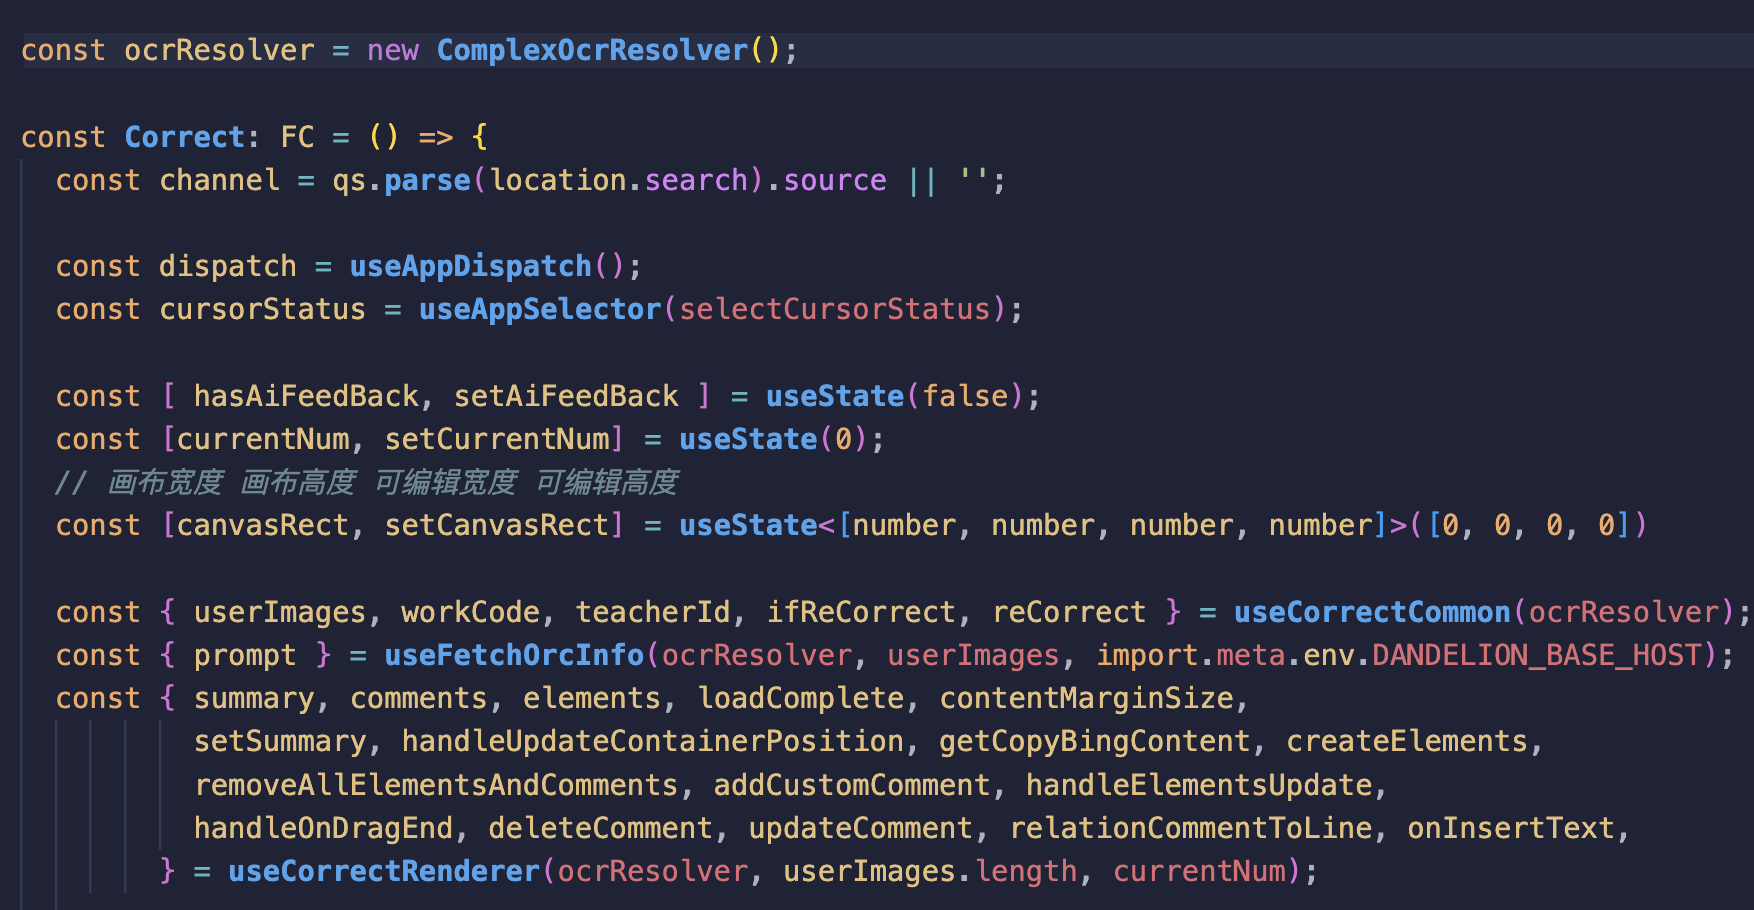 const ocrResolver = new ComplexOcrResolver();
const Correct: FC = () => {
const channel = qs.parse(location.search).source || '';
const dispatch = useAppDispatch();
const cursorStatus = useAppSelector(selectCursorStatus);
const [ hasAiFeedBack, setAiFeedBack ] = useState(false);
const [currentNum, setCurrentNum] = useState(0);
// 画布宽度 画布高度 可编辑宽度 可编辑高度
const [canvasRect, setCanvasRect] = useState<[number, number, number, number]>([0, 0, 0, 0])
const { userImages, workCode, teacherId, ifReCorrect, reCorrect } = useCorrectCommon(ocrResolver);
const { prompt } = useFetchOrcInfo(ocrResolver, userImages, import.meta.env.DANDELION_BASE_HOST);
const { summary, comments, elements, loadComplete, contentMarginSize,
setSummary, handleUpdateContainerPosition, getCopyBingContent, createElements,
removeAllElementsAndComments, addCustomComment, handleElementsUpdate,
handleOnDragEnd, deleteComment, updateComment, relationCommentToLine, onInsertText,
} = useCorrectRenderer(ocrResolver, userImages.length, currentNum);